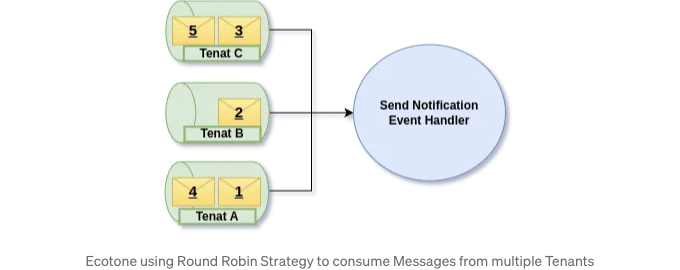 5 3
Tenat C
2
Tenat B
4 1
Tenat A
Send Notification
Event Handler
Ecotone using Round Robin Strategy to consume Messages from multiple Tenants